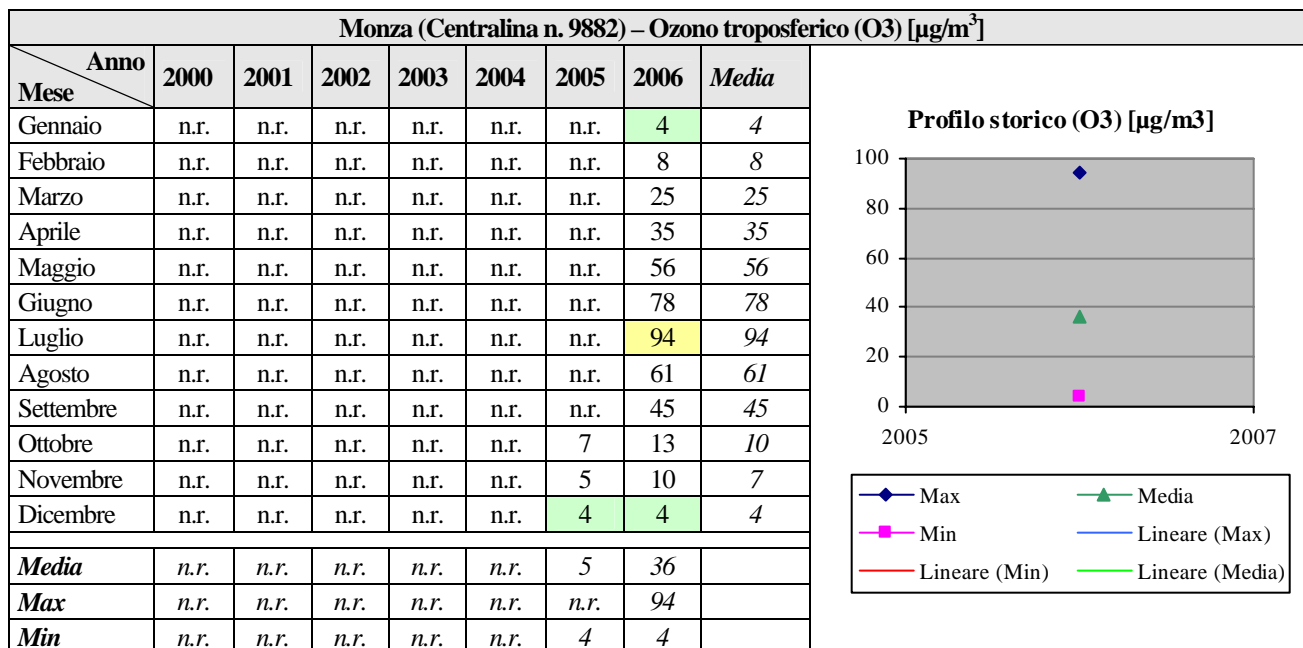 Monza (Centralina n. 9882) – Ozono troposferico (O3) [µg/m³]
Anno
Mese 2000 2001 2002 2003 2004 2005 2006 Media
Gennaio n.r. n.r. n.r. n.r. n.r. n.r. 4 4
Febbraio n.r. n.r. n.r. n.r. n.r. n.r. 8 8
Marzo n.r. n.r. n.r. n.r. n.r. n.r. 25 25
Aprile n.r. n.r. n.r. n.r. n.r. n.r. 35 35
Maggio n.r. n.r. n.r. n.r. n.r. n.r. 56 56
Giugno n.r. n.r. n.r. n.r. n.r. n.r. 78 78
Luglio n.r. n.r. n.r. n.r. n.r. n.r. 94 94
Agosto n.r. n.r. n.r. n.r. n.r. n.r. 61 61
Settembre n.r. n.r. n.r. n.r. n.r. n.r. 45 45
Ottobre n.r. n.r. n.r. n.r. n.r. 7 13 10
Novembre n.r. n.r. n.r. n.r. n.r. 5 10 7
Dicembre n.r. n.r. n.r. n.r. n.r. 4 4 4
Media n.r. n.r. n.r. n.r. n.r. 5 36
Max n.r. n.r. n.r. n.r. n.r. n.r. 94
Min n.r. n.r. n.r. n.r. n.r. 4 4
Profilo storico (O3) [µg/m3]
100
80
60
40
20
0
2005 2007
Max Media
Min Lineare (Max)
Lineare (Min) Lineare (Media)